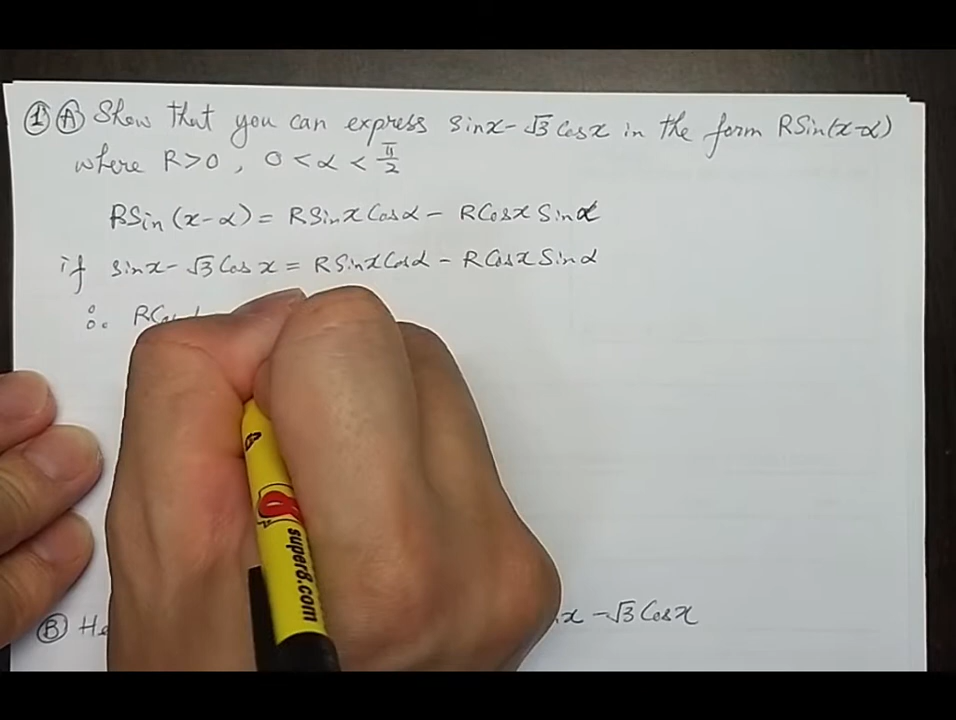 ① Ⓐ Show that you can express sinx - √3 Cosx in the form RSin(x-α)
where R>0, 0 < α < π/2
RSin (x-α) = RSinx Cosα - RCosx Sinα
if sinx - √3 Cosx = RSinx Cosα - RCosx Sinα
∴
super8.com
Ⓑ x - √3 Cosx